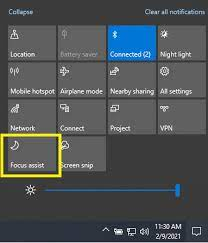 Collapse Clear all notifications
Location Battery saver Connected (2) Night light
Mobile hotspot Airplane mode Nearby sharing All settings
Network Connect Project VPN
Focus assist Screen snip
11:30 AM
2/9/2021